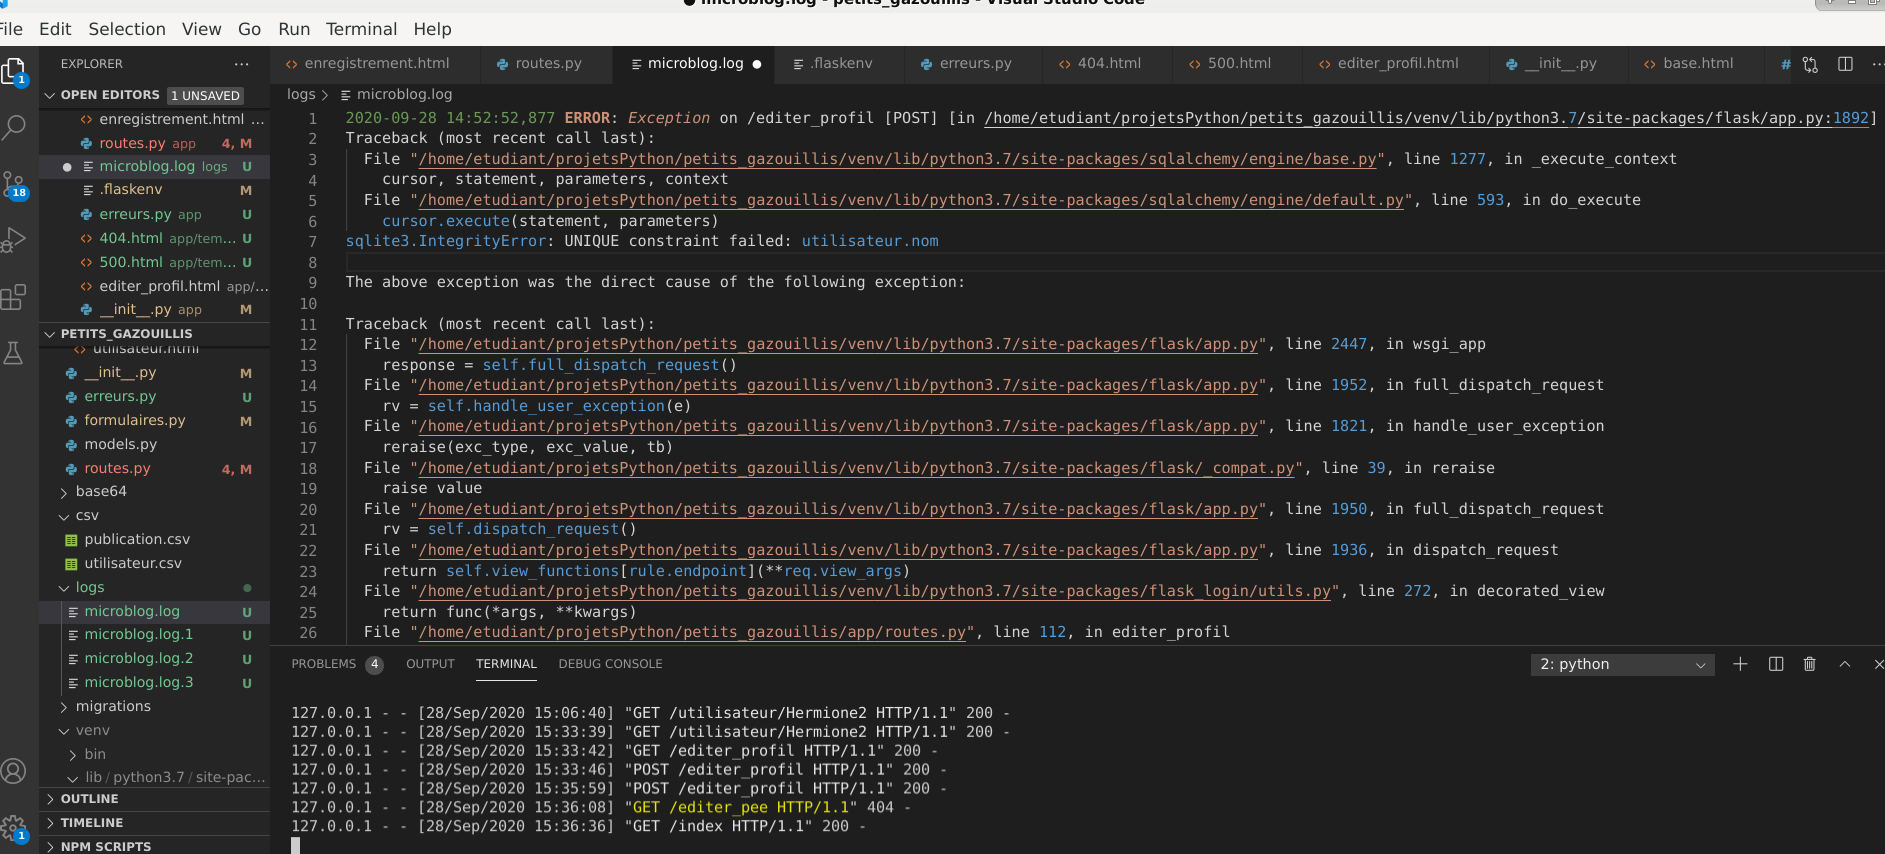 microblog.log - petits_gazouillis - Visual Studio Code
File Edit Selection View Go Run Terminal Help
EXPLORER
OPEN EDITORS 1 UNSAVED
enregistrement.html ...
routes.py app 4, M
microblog.log logs U
.flaskenv M
erreurs.py app U
404.html app/tem... U
500.html app/tem... U
editer_profil.html app/...
__init__.py app M
PETITS_GAZOUILLIS
utilisateur.html
__init__.py M
erreurs.py U
formulaires.py M
models.py
routes.py 4, M
base64
csv
publication.csv
utilisateur.csv
logs
microblog.log U
microblog.log.1 U
microblog.log.2 U
microblog.log.3 U
migrations
venv
bin
lib / python3.7 / site-pac...
OUTLINE
TIMELINE
NPM SCRIPTS
1
18
1
enregistrement.html routes.py microblog.log .flaskenv erreurs.py 404.html 500.html editer_profil.html __init__.py base.html #
logs > microblog.log
1 2020-09-28 14:52:52,877 ERROR: Exception on /editer_profil [POST] [in /home/etudiant/projetsPython/petits_gazouillis/venv/lib/python3.7/site-packages/flask/app.py:1892]
2 Traceback (most recent call last):
3 File "/home/etudiant/projetsPython/petits_gazouillis/venv/lib/python3.7/site-packages/sqlalchemy/engine/base.py", line 1277, in _execute_context
4 cursor, statement, parameters, context
5 File "/home/etudiant/projetsPython/petits_gazouillis/venv/lib/python3.7/site-packages/sqlalchemy/engine/default.py", line 593, in do_execute
6 cursor.execute(statement, parameters)
7 sqlite3.IntegrityError: UNIQUE constraint failed: utilisateur.nom
8
9 The above exception was the direct cause of the following exception:
10
11 Traceback (most recent call last):
12 File "/home/etudiant/projetsPython/petits_gazouillis/venv/lib/python3.7/site-packages/flask/app.py", line 2447, in wsgi_app
13 response = self.full_dispatch_request()
14 File "/home/etudiant/projetsPython/petits_gazouillis/venv/lib/python3.7/site-packages/flask/app.py", line 1952, in full_dispatch_request
15 rv = self.handle_user_exception(e)
16 File "/home/etudiant/projetsPython/petits_gazouillis/venv/lib/python3.7/site-packages/flask/app.py", line 1821, in handle_user_exception
17 reraise(exc_type, exc_value, tb)
18 File "/home/etudiant/projetsPython/petits_gazouillis/venv/lib/python3.7/site-packages/flask/_compat.py", line 39, in reraise
19 raise value
20 File "/home/etudiant/projetsPython/petits_gazouillis/venv/lib/python3.7/site-packages/flask/app.py", line 1950, in full_dispatch_request
21 rv = self.dispatch_request()
22 File "/home/etudiant/projetsPython/petits_gazouillis/venv/lib/python3.7/site-packages/flask/app.py", line 1936, in dispatch_request
23 return self.view_functions[rule.endpoint](**req.view_args)
24 File "/home/etudiant/projetsPython/petits_gazouillis/venv/lib/python3.7/site-packages/flask_login/utils.py", line 272, in decorated_view
25 return func(*args, **kwargs)
26 File "/home/etudiant/projetsPython/petits_gazouillis/app/routes.py", line 112, in editer_profil
PROBLEMS 4 OUTPUT TERMINAL DEBUG CONSOLE 2: python
127.0.0.1 - - [28/Sep/2020 15:06:40] "GET /utilisateur/Hermione2 HTTP/1.1" 200 -
127.0.0.1 - - [28/Sep/2020 15:33:39] "GET /utilisateur/Hermione2 HTTP/1.1" 200 -
127.0.0.1 - - [28/Sep/2020 15:33:42] "GET /editer_profil HTTP/1.1" 200 -
127.0.0.1 - - [28/Sep/2020 15:33:46] "POST /editer_profil HTTP/1.1" 200 -
127.0.0.1 - - [28/Sep/2020 15:35:59] "POST /editer_profil HTTP/1.1" 200 -
127.0.0.1 - - [28/Sep/2020 15:36:08] "GET /editer_pee HTTP/1.1" 404 -
127.0.0.1 - - [28/Sep/2020 15:36:36] "GET /index HTTP/1.1" 200 -